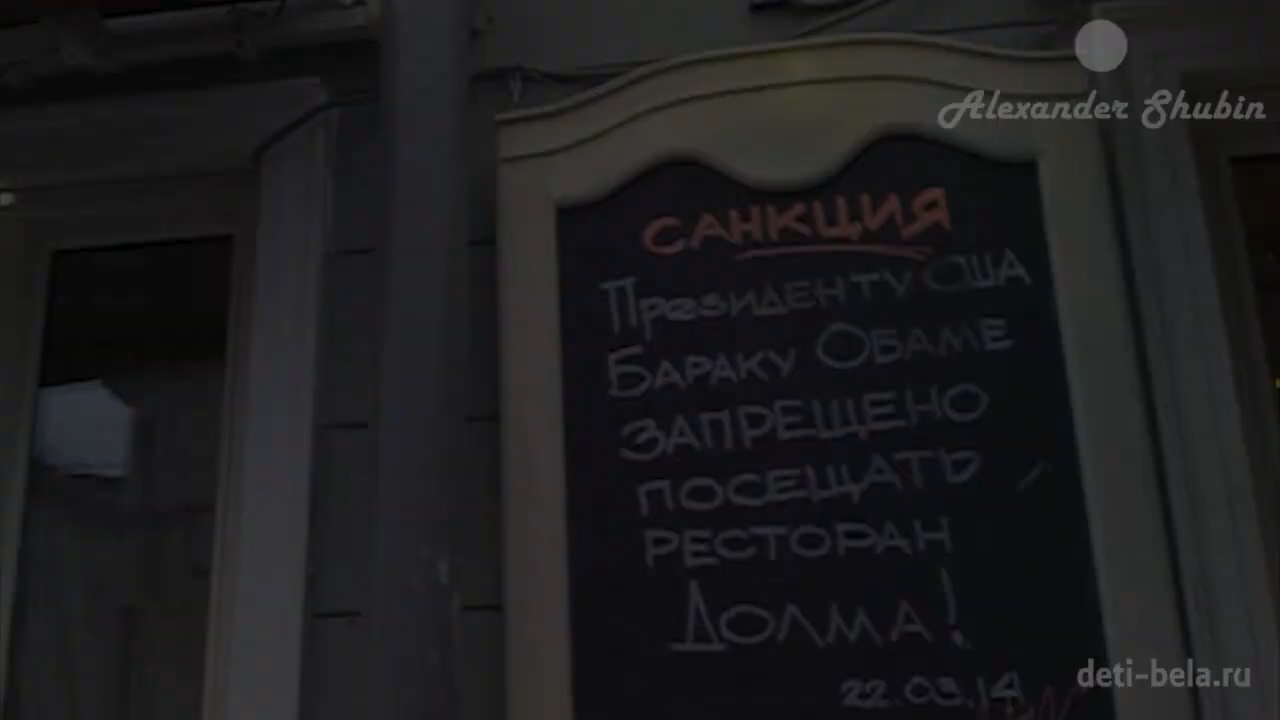 Alexander Shubin
САНКЦИЯ
Президенту США
Бараку Обаме
запрещено
посещать
ресторан
Долма!
22.03.14
deti-bela.ru